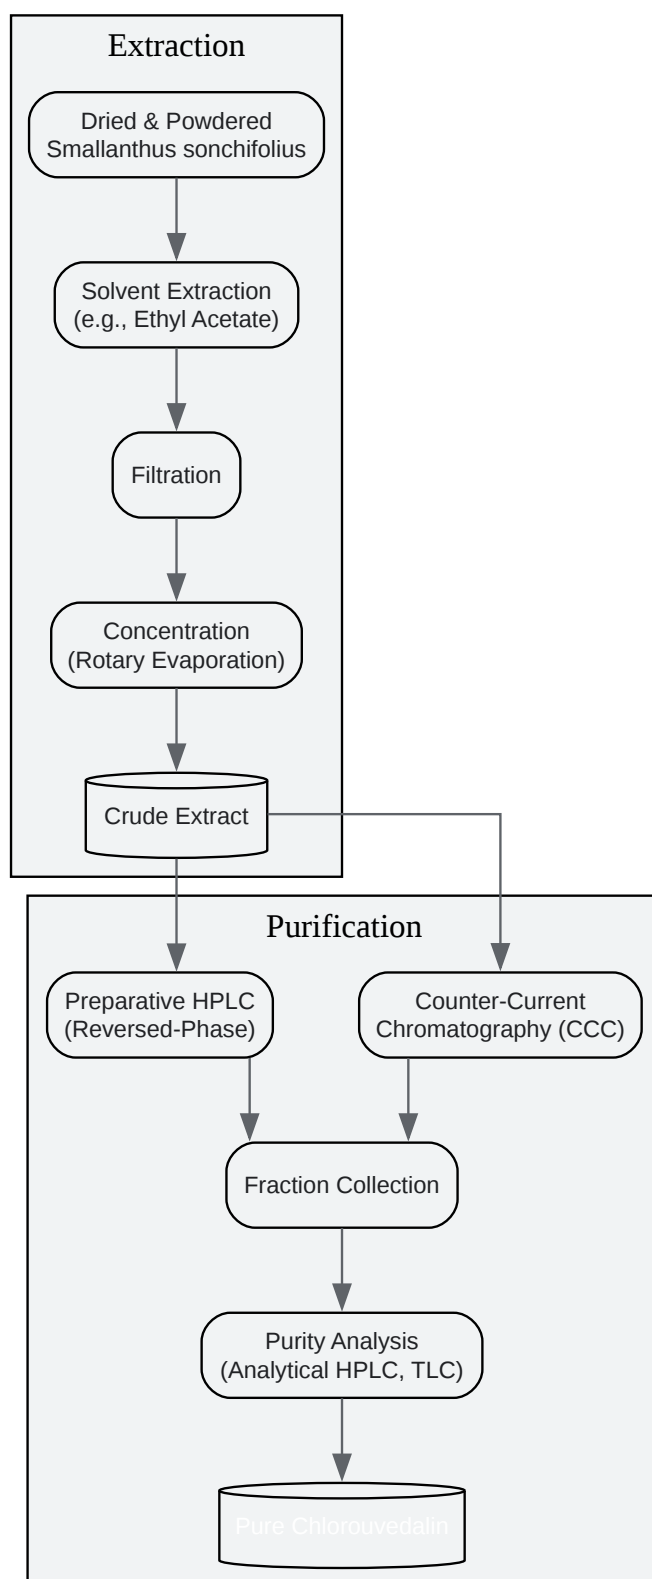 Extraction
Dried & Powdered
Smallanthus sonchifolius
Solvent Extraction
(e.g., Ethyl Acetate)
Filtration
Concentration
(Rotary Evaporation)
Crude Extract
Purification
Preparative HPLC
(Reversed-Phase)
Counter-Current
Chromatography (CCC)
Fraction Collection
Purity Analysis
(Analytical HPLC, TLC)
Pure Chlorouvedalin